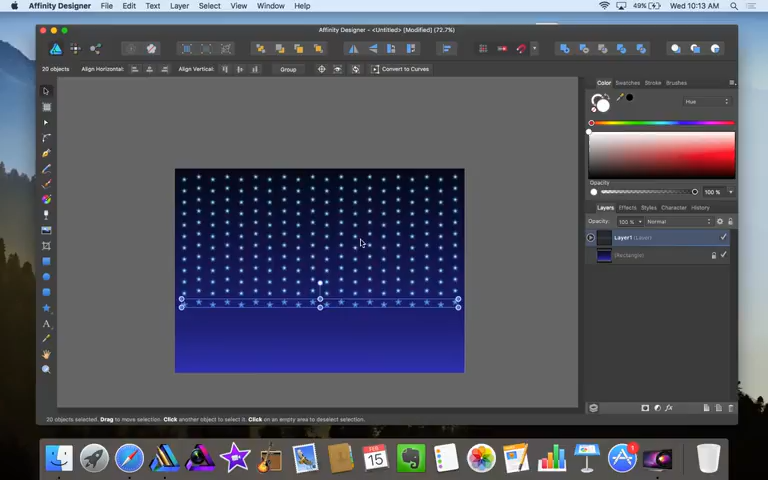 Affinity Designer File Edit Text Layer Select View Window Help 49% Wed 10:13 AM
Affinity Designer - <Untitled> [Modified] (72.7%)
20 objects Align Horizontal: Align Vertical: Group Convert to Curves
Color Swatches Stroke Brushes
Hue
Opacity
100 %
Layers Effects Styles Character History
Opacity: 100 % Normal
Layer1 (Layer)
(Rectangle)
20 objects selected. Drag to move selection. Click another object to select it. Click on an empty area to deselect selection.
FEB
15
1